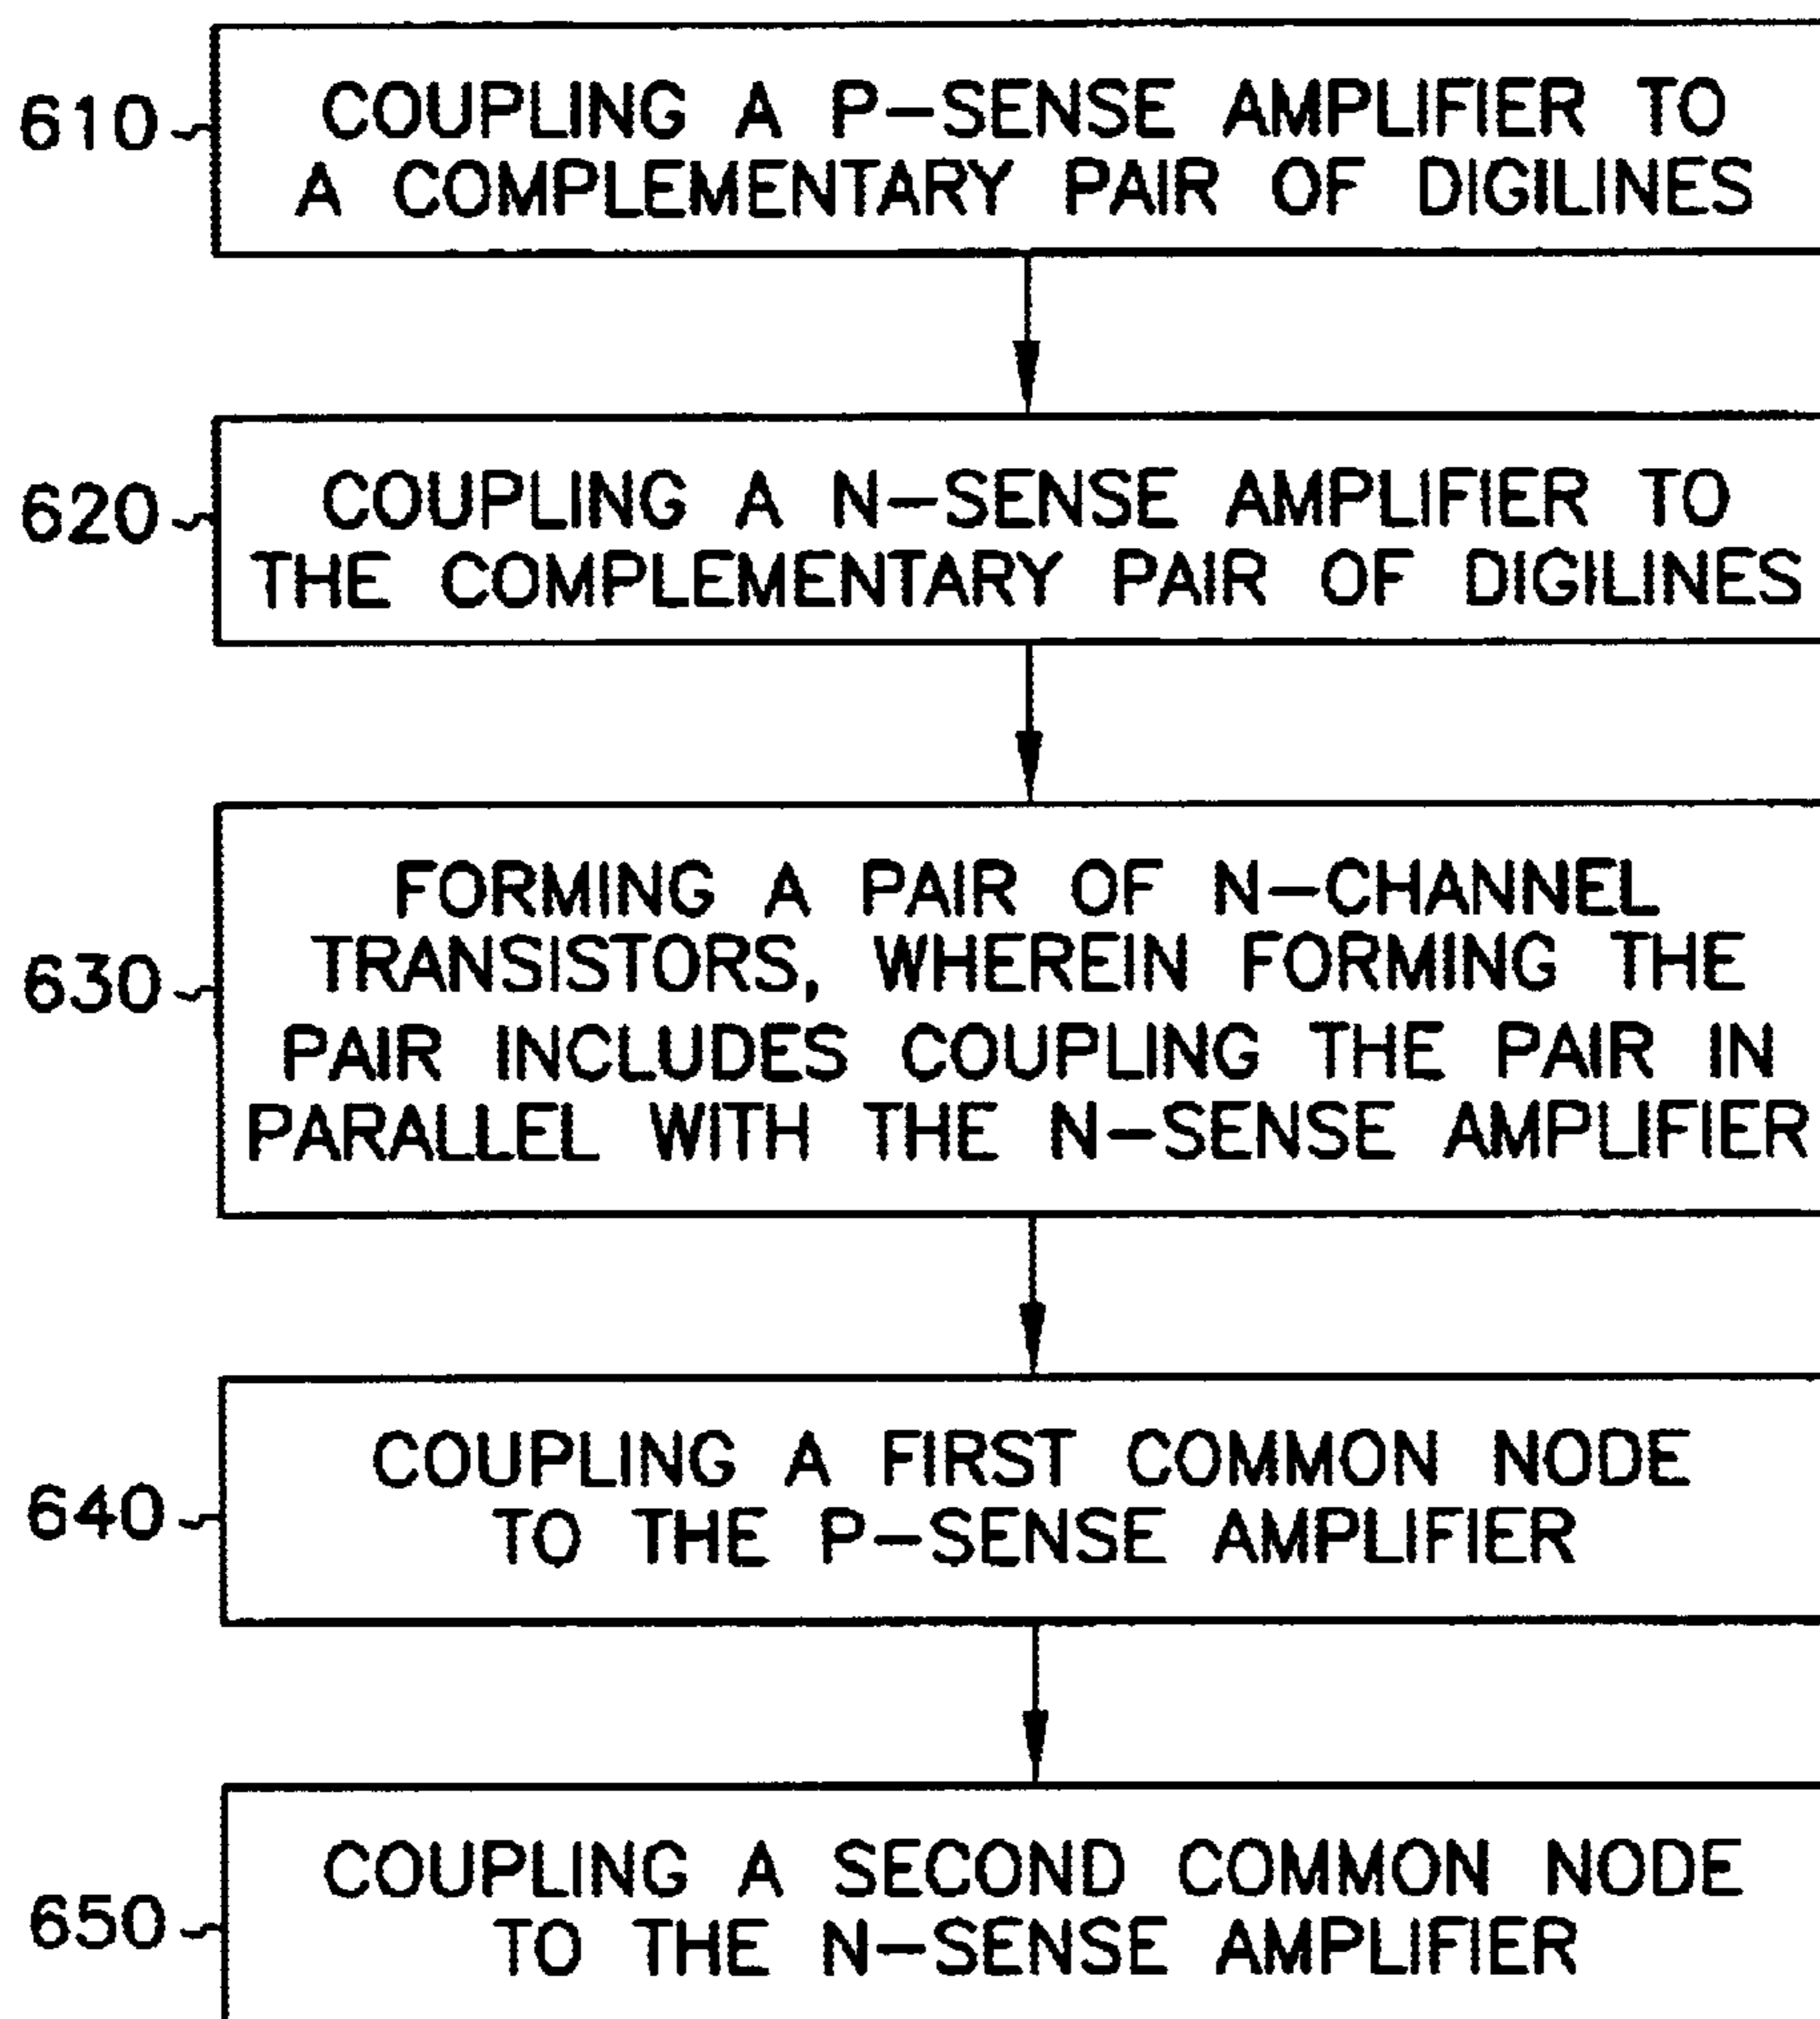 610
COUPLING A P-SENSE AMPLIFIER TO
A COMPLEMENTARY PAIR OF DIGILINES
620
COUPLING A N-SENSE AMPLIFIER TO
THE COMPLEMENTARY PAIR OF DIGILINES
630
FORMING A PAIR OF N-CHANNEL
TRANSISTORS, WHEREIN FORMING THE
PAIR INCLUDES COUPLING THE PAIR IN
PARALLEL WITH THE N-SENSE AMPLIFIER
640
COUPLING A FIRST COMMON NODE
TO THE P-SENSE AMPLIFIER
650
COUPLING A SECOND COMMON NODE
TO THE N-SENSE AMPLIFIER